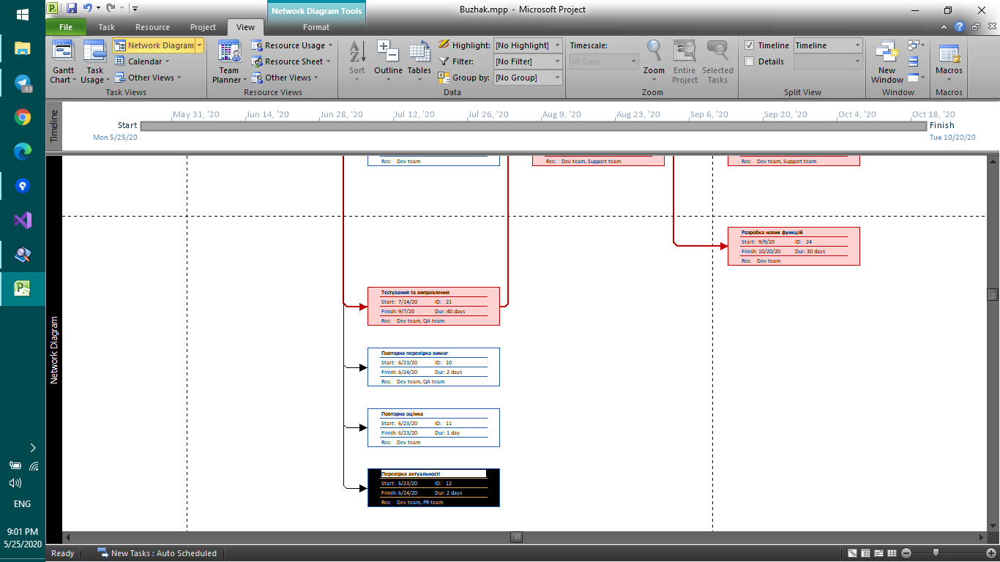 Network Diagram Tools
Buzhak.mpp - Microsoft Project
File Task Resource Project View Format
Gantt Chart
Task Usage
Network Diagram
Calendar
Other Views
Task Views
Team Planner
Resource Usage
Resource Sheet
Other Views
Resource Views
Sort
Outline
Tables
Highlight: [No Highlight]
Filter: [No Filter]
Group by: [No Group]
Data
Timescale:
[8] Days
Zoom
Entire Project
Selected Tasks
Zoom
Timeline Timeline
Details
Split View
New Window
Window
Macros
Macros
Timeline
May 31, '20 Jun 14, '20 Jun 28, '20 Jul 12, '20 Jul 26, '20 Aug 9, '20 Aug 23, '20 Sep 6, '20 Sep 20, '20 Oct 4, '20 Oct 18, '20
Start
Mon 5/25/20
Finish
Tue 10/20/20
Network Diagram
Res: Dev team
Res: Dev team, Support team
Res: Dev team, Support team
Розробка нових функцій
Start: 9/9/20 ID: 24
Finish: 10/20/20 Dur: 30 days
Res: Dev team
Тестування та виправлення
Start: 7/14/20 ID: 21
Finish: 9/7/20 Dur: 40 days
Res: Dev team, QA team
Повторна перевірка вимог
Start: 6/23/20 ID: 10
Finish: 6/24/20 Dur: 2 days
Res: Dev team, QA team
Повторна оцінка
Start: 6/23/20 ID: 11
Finish: 6/23/20 Dur: 1 day
Res: Dev team
Перевірка актуальності
Start: 6/23/20 ID: 12
Finish: 6/24/20 Dur: 2 days
Res: Dev team, PR team
93
ENG
9:01 PM
5/25/2020
Ready
New Tasks : Auto Scheduled